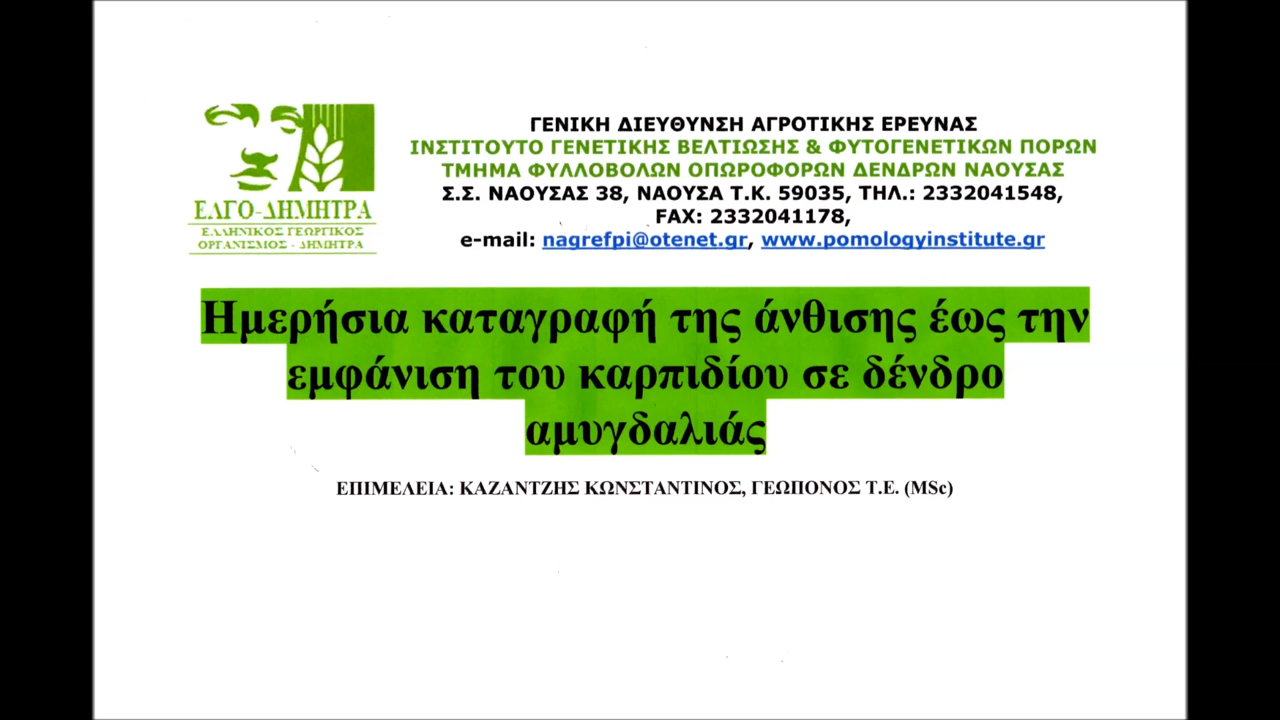 ΕΛΓΟ-ΔΗΜΗΤΡΑ
ΕΛΛΗΝΙΚΟΣ ΓΕΩΡΓΙΚΟΣ
ΟΡΓΑΝΙΣΜΟΣ - ΔΗΜΗΤΡΑ
ΓΕΝΙΚΗ ΔΙΕΥΘΥΝΣΗ ΑΓΡΟΤΙΚΗΣ ΕΡΕΥΝΑΣ
ΙΝΣΤΙΤΟΥΤΟ ΓΕΝΕΤΙΚΗΣ ΒΕΛΤΙΩΣΗΣ & ΦΥΤΟΓΕΝΕΤΙΚΩΝ ΠΟΡΩΝ
ΤΜΗΜΑ ΦΥΛΛΟΒΟΛΩΝ ΟΠΩΡΟΦΟΡΩΝ ΔΕΝΔΡΩΝ ΝΑΟΥΣΑΣ
Σ.Σ. ΝΑΟΥΣΑΣ 38, ΝΑΟΥΣΑ Τ.Κ. 59035, ΤΗΛ.: 2332041548,
FAX: 2332041178,
e-mail: nagrefpi@otenet.gr, www.pomologyinstitute.gr
Ημερήσια καταγραφή της άνθισης έως την
εμφάνιση του καρπιδίου σε δένδρο
αμυγδαλιάς
ΕΠΙΜΕΛΕΙΑ: ΚΑΖΑΝΤΖΗΣ ΚΩΝΣΤΑΝΤΙΝΟΣ, ΓΕΩΠΟΝΟΣ Τ.Ε. (MSc)